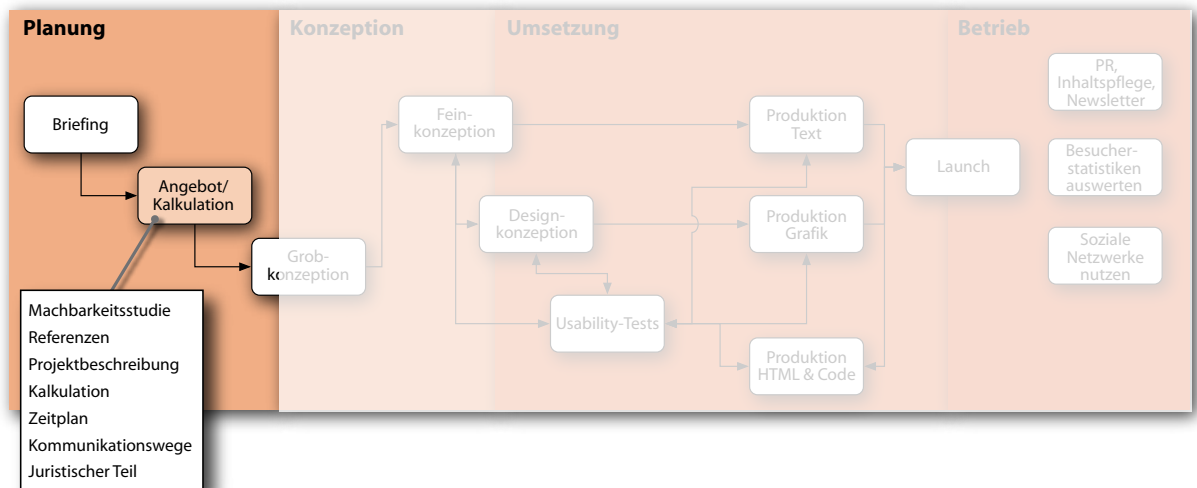 Planung
Konzeption
Umsetzung
Betrieb
Briefing
Angebot/
Kalkulation
Grob-
konzeption
Fein-
konzeption
Design-
konzeption
Usability-Tests
Produktion
Text
Produktion
Grafik
Produktion
HTML & Code
Launch
PR,
Inhaltspflege,
Newsletter
Besucher-
statistiken
auswerten
Soziale
Netzwerke
nutzen
Machbarkeitsstudie
Referenzen
Projektbeschreibung
Kalkulation
Zeitplan
Kommunikationswege
Juristischer Teil